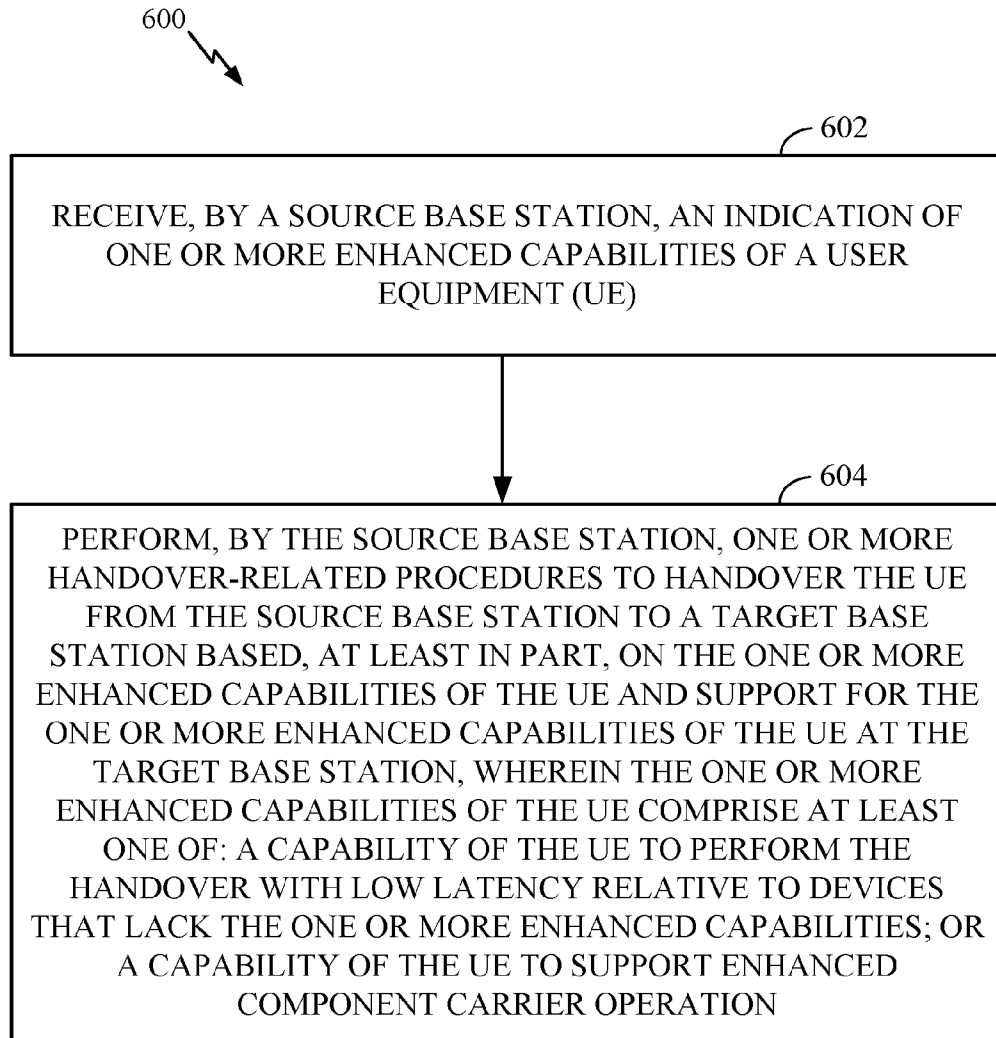 600
602
RECEIVE, BY A SOURCE BASE STATION, AN INDICATION OF
ONE OR MORE ENHANCED CAPABILITIES OF A USER
EQUIPMENT (UE)
604
PERFORM, BY THE SOURCE BASE STATION, ONE OR MORE
HANDOVER-RELATED PROCEDURES TO HANDOVER THE UE
FROM THE SOURCE BASE STATION TO A TARGET BASE
STATION BASED, AT LEAST IN PART, ON THE ONE OR MORE
ENHANCED CAPABILITIES OF THE UE AND SUPPORT FOR THE
ONE OR MORE ENHANCED CAPABILITIES OF THE UE AT THE
TARGET BASE STATION, WHEREIN THE ONE OR MORE
ENHANCED CAPABILITIES OF THE UE COMPRISE AT LEAST
ONE OF: A CAPABILITY OF THE UE TO PERFORM THE
HANDOVER WITH LOW LATENCY RELATIVE TO DEVICES
THAT LACK THE ONE OR MORE ENHANCED CAPABILITIES; OR
A CAPABILITY OF THE UE TO SUPPORT ENHANCED
COMPONENT CARRIER OPERATION